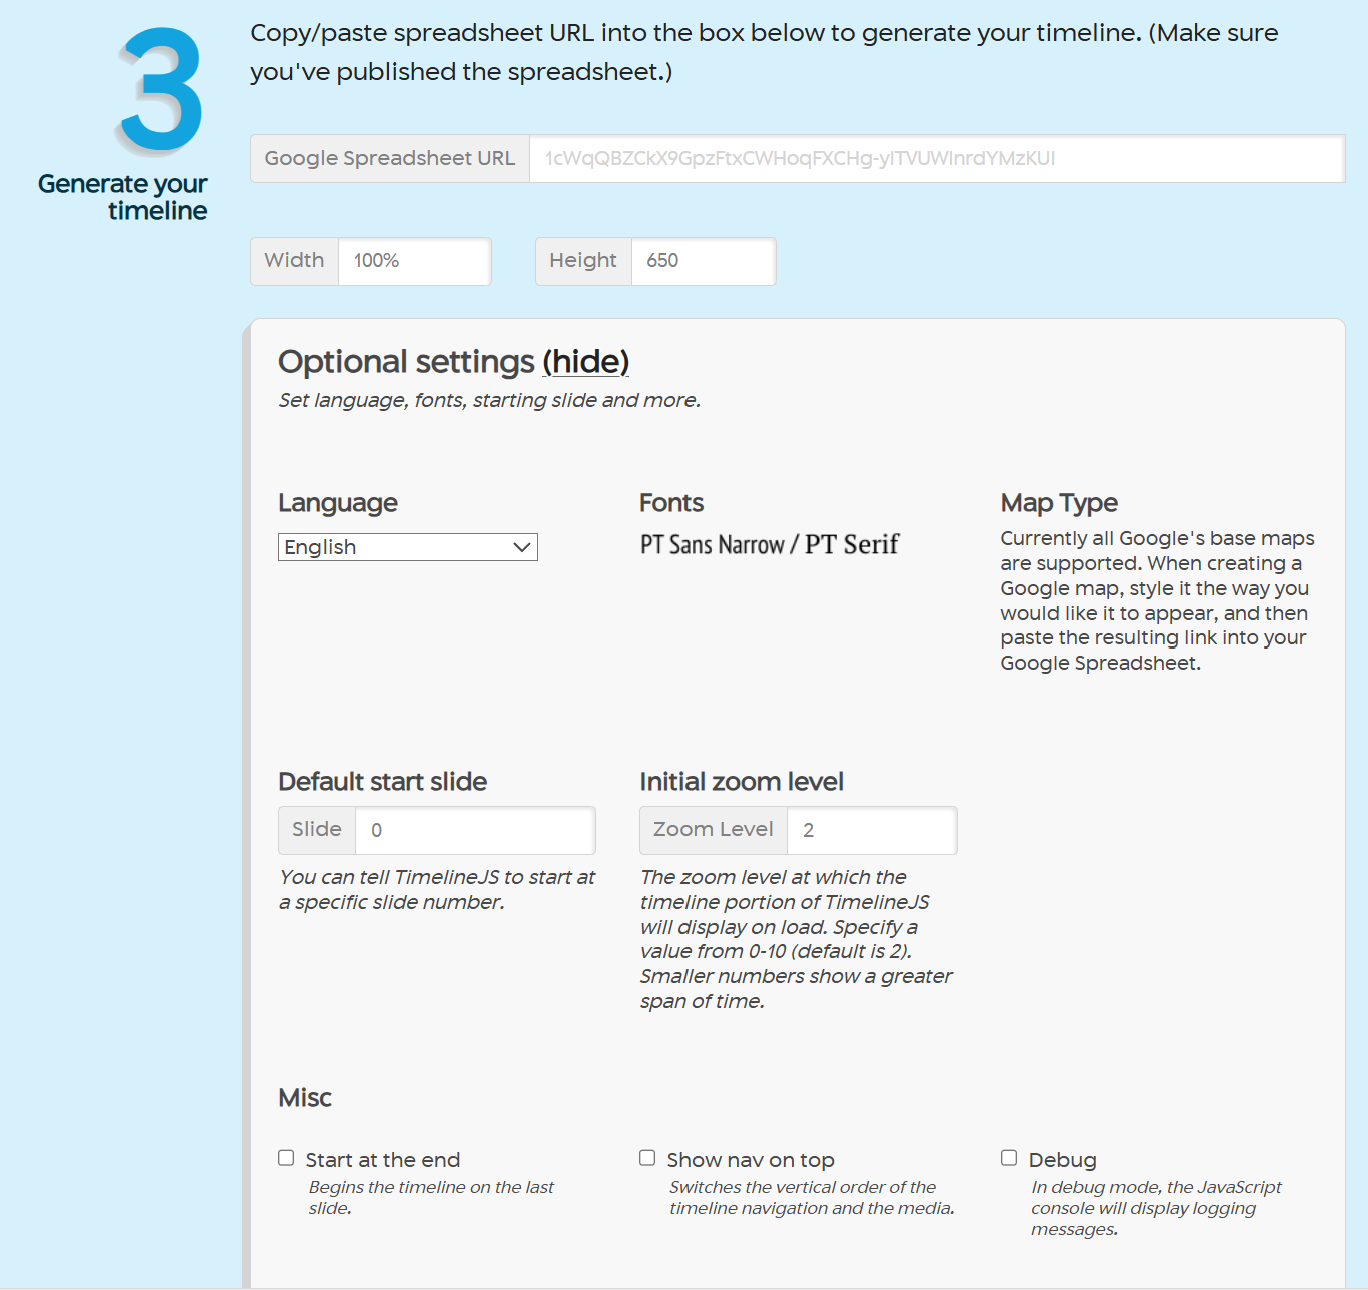 3
Generate your
timeline
Copy/paste spreadsheet URL into the box below to generate your timeline. (Make sure
you've published the spreadsheet.)
Google Spreadsheet URL 1cWqQBZCkX9GpzFtxCWHoqFXCHg-ylTVUWlnrdYMzKUI
Width 100% Height 650
Optional settings (hide)
Set language, fonts, starting slide and more.
Language
English
Fonts
PT Sans Narrow / PT Serif
Map Type
Currently all Google's base maps
are supported. When creating a
Google map, style it the way you
would like it to appear, and then
paste the resulting link into your
Google Spreadsheet.
Default start slide
Slide 0
You can tell TimelineJS to start at
a specific slide number.
Initial zoom level
Zoom Level 2
The zoom level at which the
timeline portion of TimelineJS
will display on load. Specify a
value from 0-10 (default is 2).
Smaller numbers show a greater
span of time.
Misc
Start at the end
Begins the timeline on the last
slide.
Show nav on top
Switches the vertical order of the
timeline navigation and the media.
Debug
In debug mode, the JavaScript
console will display logging
messages.